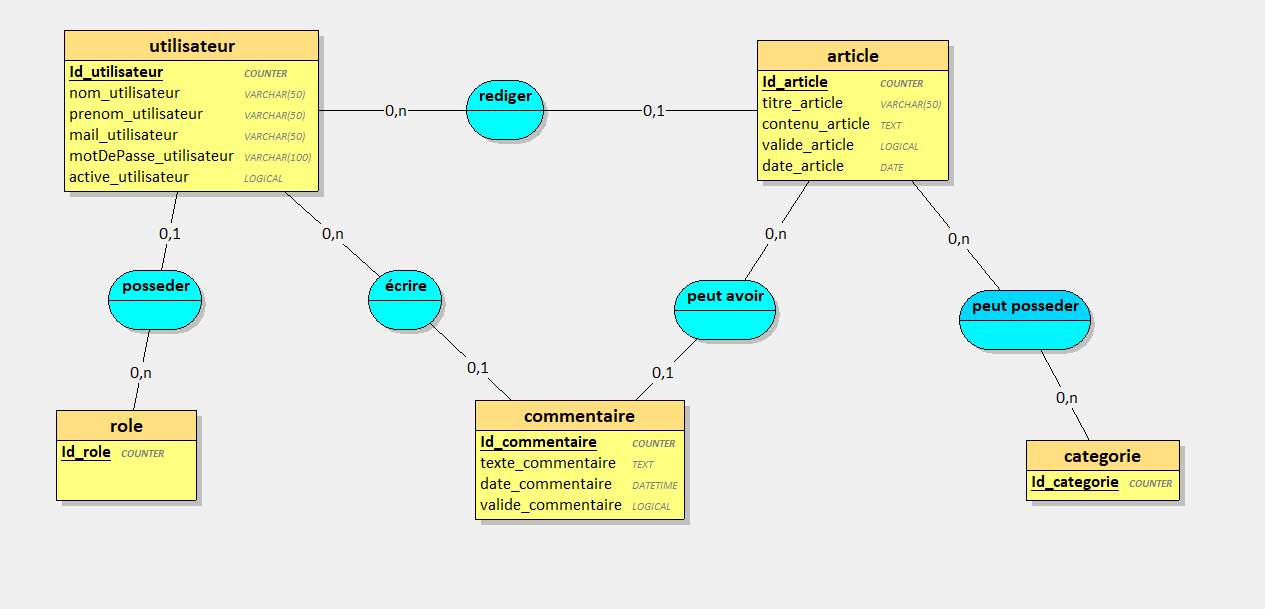 utilisateur
Id_utilisateur COUNTER
nom_utilisateur VARCHAR(50)
prenom_utilisateur VARCHAR(50)
mail_utilisateur VARCHAR(50)
motDePasse_utilisateur VARCHAR(100)
active_utilisateur LOGICAL
0,n
rediger
0,1
article
Id_article COUNTER
titre_article VARCHAR(50)
contenu_article TEXT
valide_article LOGICAL
date_article DATE
0,1
0,n
0,n
0,n
posseder
écrire
peut avoir
peut posseder
0,n
0,1
0,1
0,n
role
Id_role COUNTER
commentaire
Id_commentaire COUNTER
texte_commentaire TEXT
date_commentaire DATETIME
valide_commentaire LOGICAL
categorie
Id_categorie COUNTER